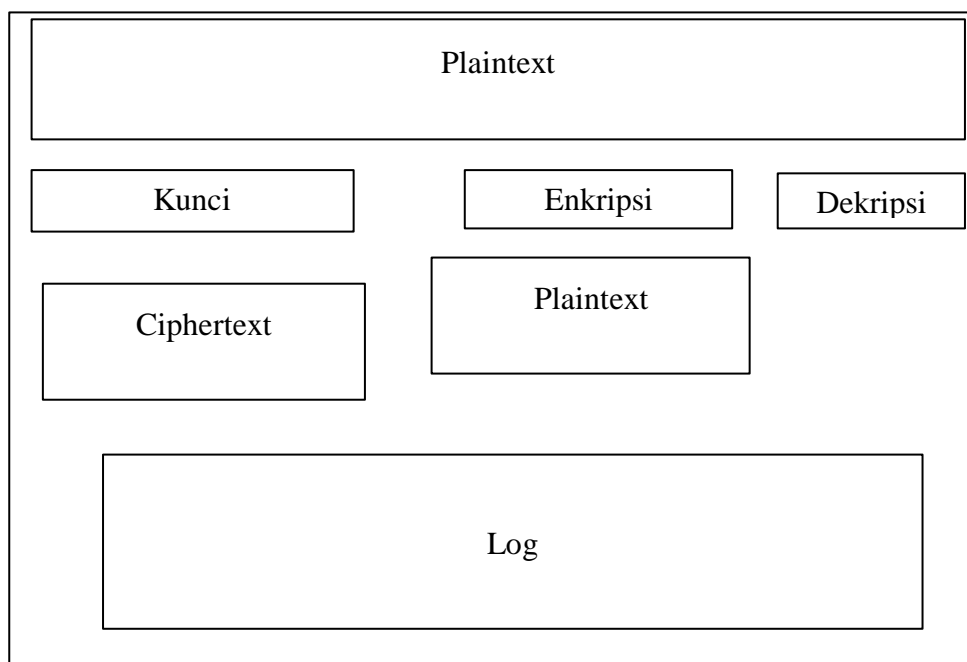 Plaintext
Kunci
Enkripsi
Dekripsi
Ciphertext
Plaintext
Log